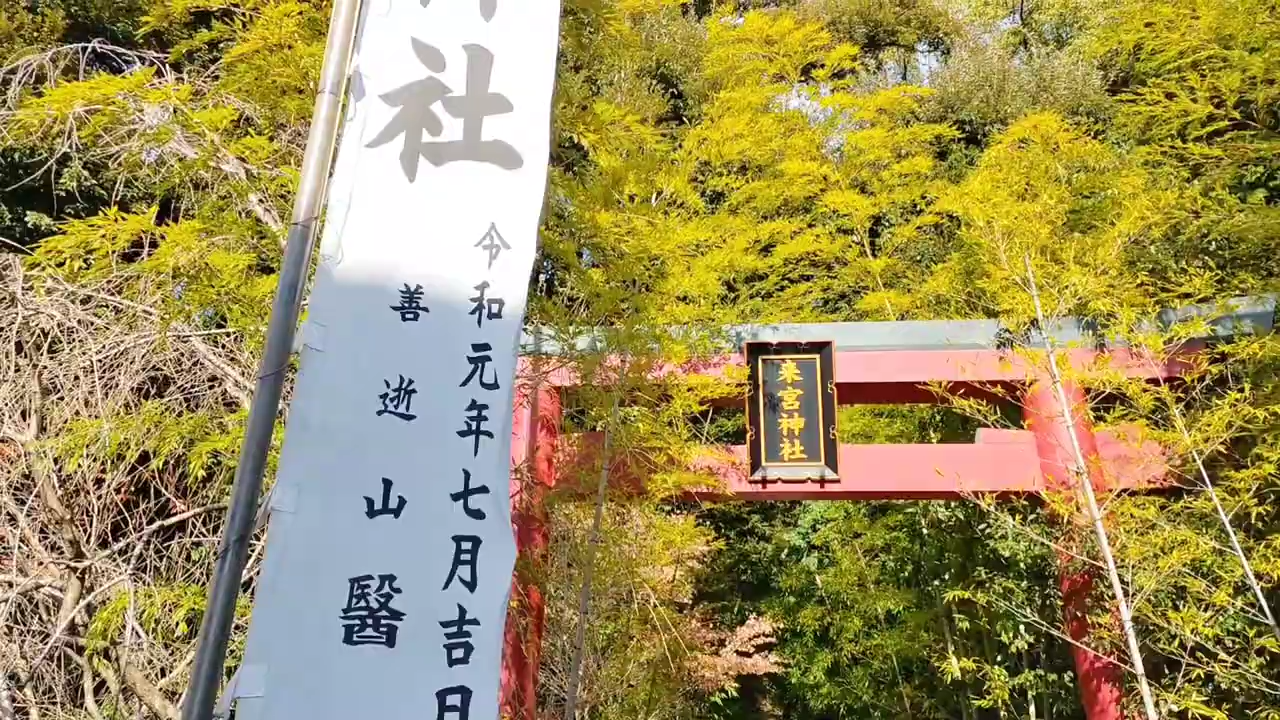 社
令和元年七月吉日
善逝山醫
来宮神社